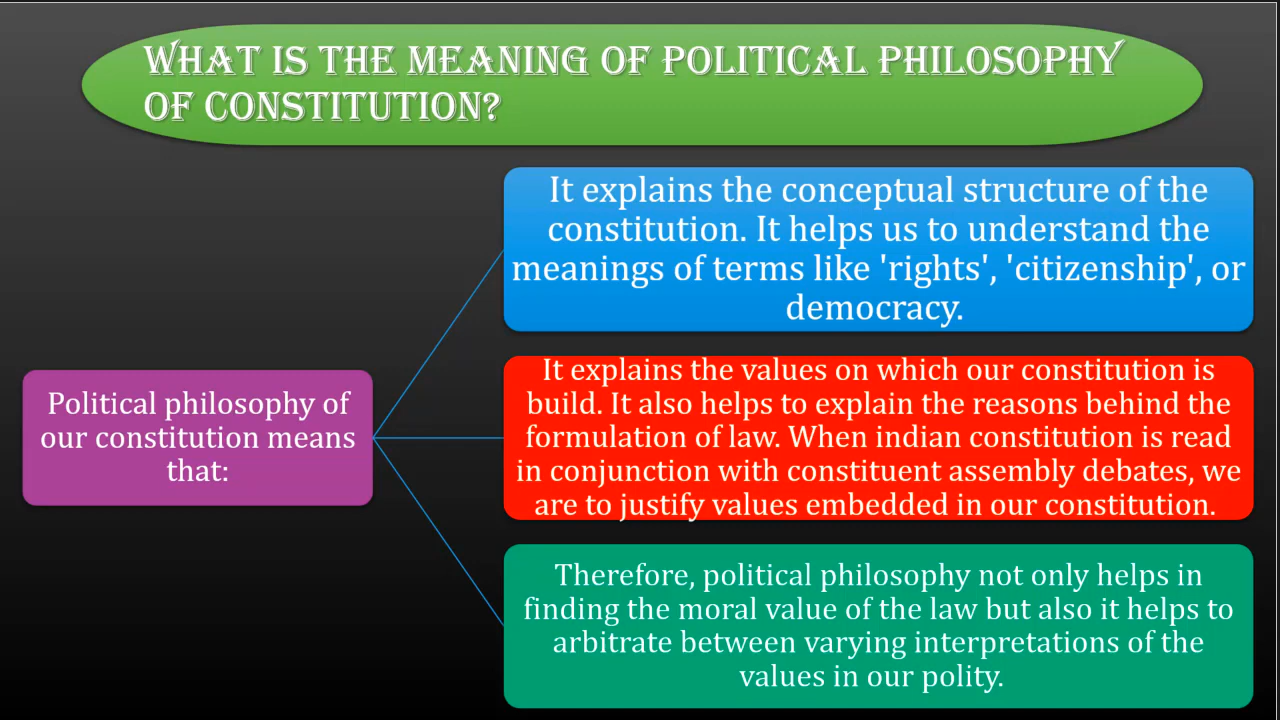 WHAT IS THE MEANING OF POLITICAL PHILOSOPHY
OF CONSTITUTION?
Political philosophy of
our constitution means
that:
It explains the conceptual structure of the
constitution. It helps us to understand the
meanings of terms like 'rights', 'citizenship', or
democracy.
It explains the values on which our constitution is
build. It also helps to explain the reasons behind the
formulation of law. When indian constitution is read
in conjunction with constituent assembly debates, we
are to justify values embedded in our constitution.
Therefore, political philosophy not only helps in
finding the moral value of the law but also it helps to
arbitrate between varying interpretations of the
values in our polity.